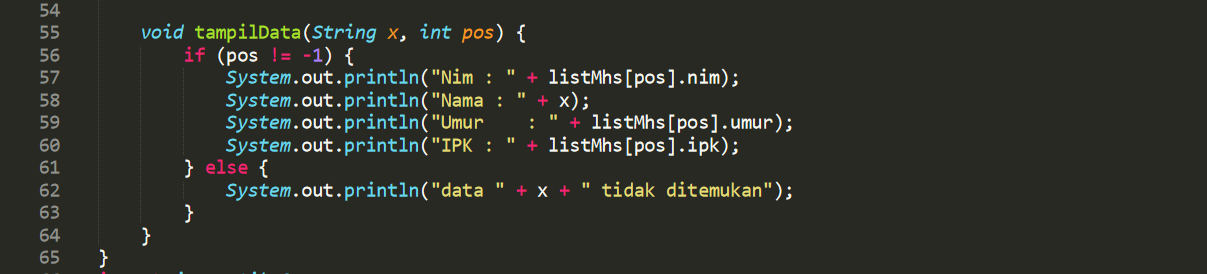 54
55 void tampilData(String x, int pos) {
56 if (pos != -1) {
57 System.out.println("Nim : " + listMhs[pos].nim);
58 System.out.println("Nama : " + x);
59 System.out.println("Umur    : " + listMhs[pos].umur);
60 System.out.println("IPK : " + listMhs[pos].ipk);
61 } else {
62 System.out.println("data " + x + " tidak ditemukan");
63 }
64 }
65 }